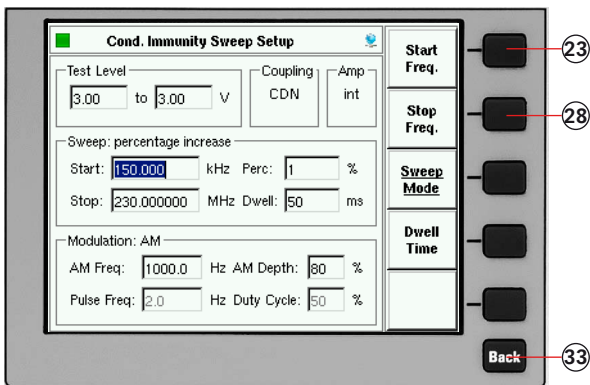 Cond. Immunity Sweep Setup
Test Level
3.00 to 3.00 V
Coupling
CDN
Amp
int
Sweep: percentage increase
Start: 150.000 kHz Perc: 1 %
Stop: 230.000000 MHz Dwell: 50 ms
Modulation: AM
AM Freq: 1000.0 Hz AM Depth: 80 %
Pulse Freq: 2.0 Hz Duty Cycle: 50 %
Start
Freq.
Stop
Freq.
Sweep
Mode
Dwell
Time
Back
23
28
33